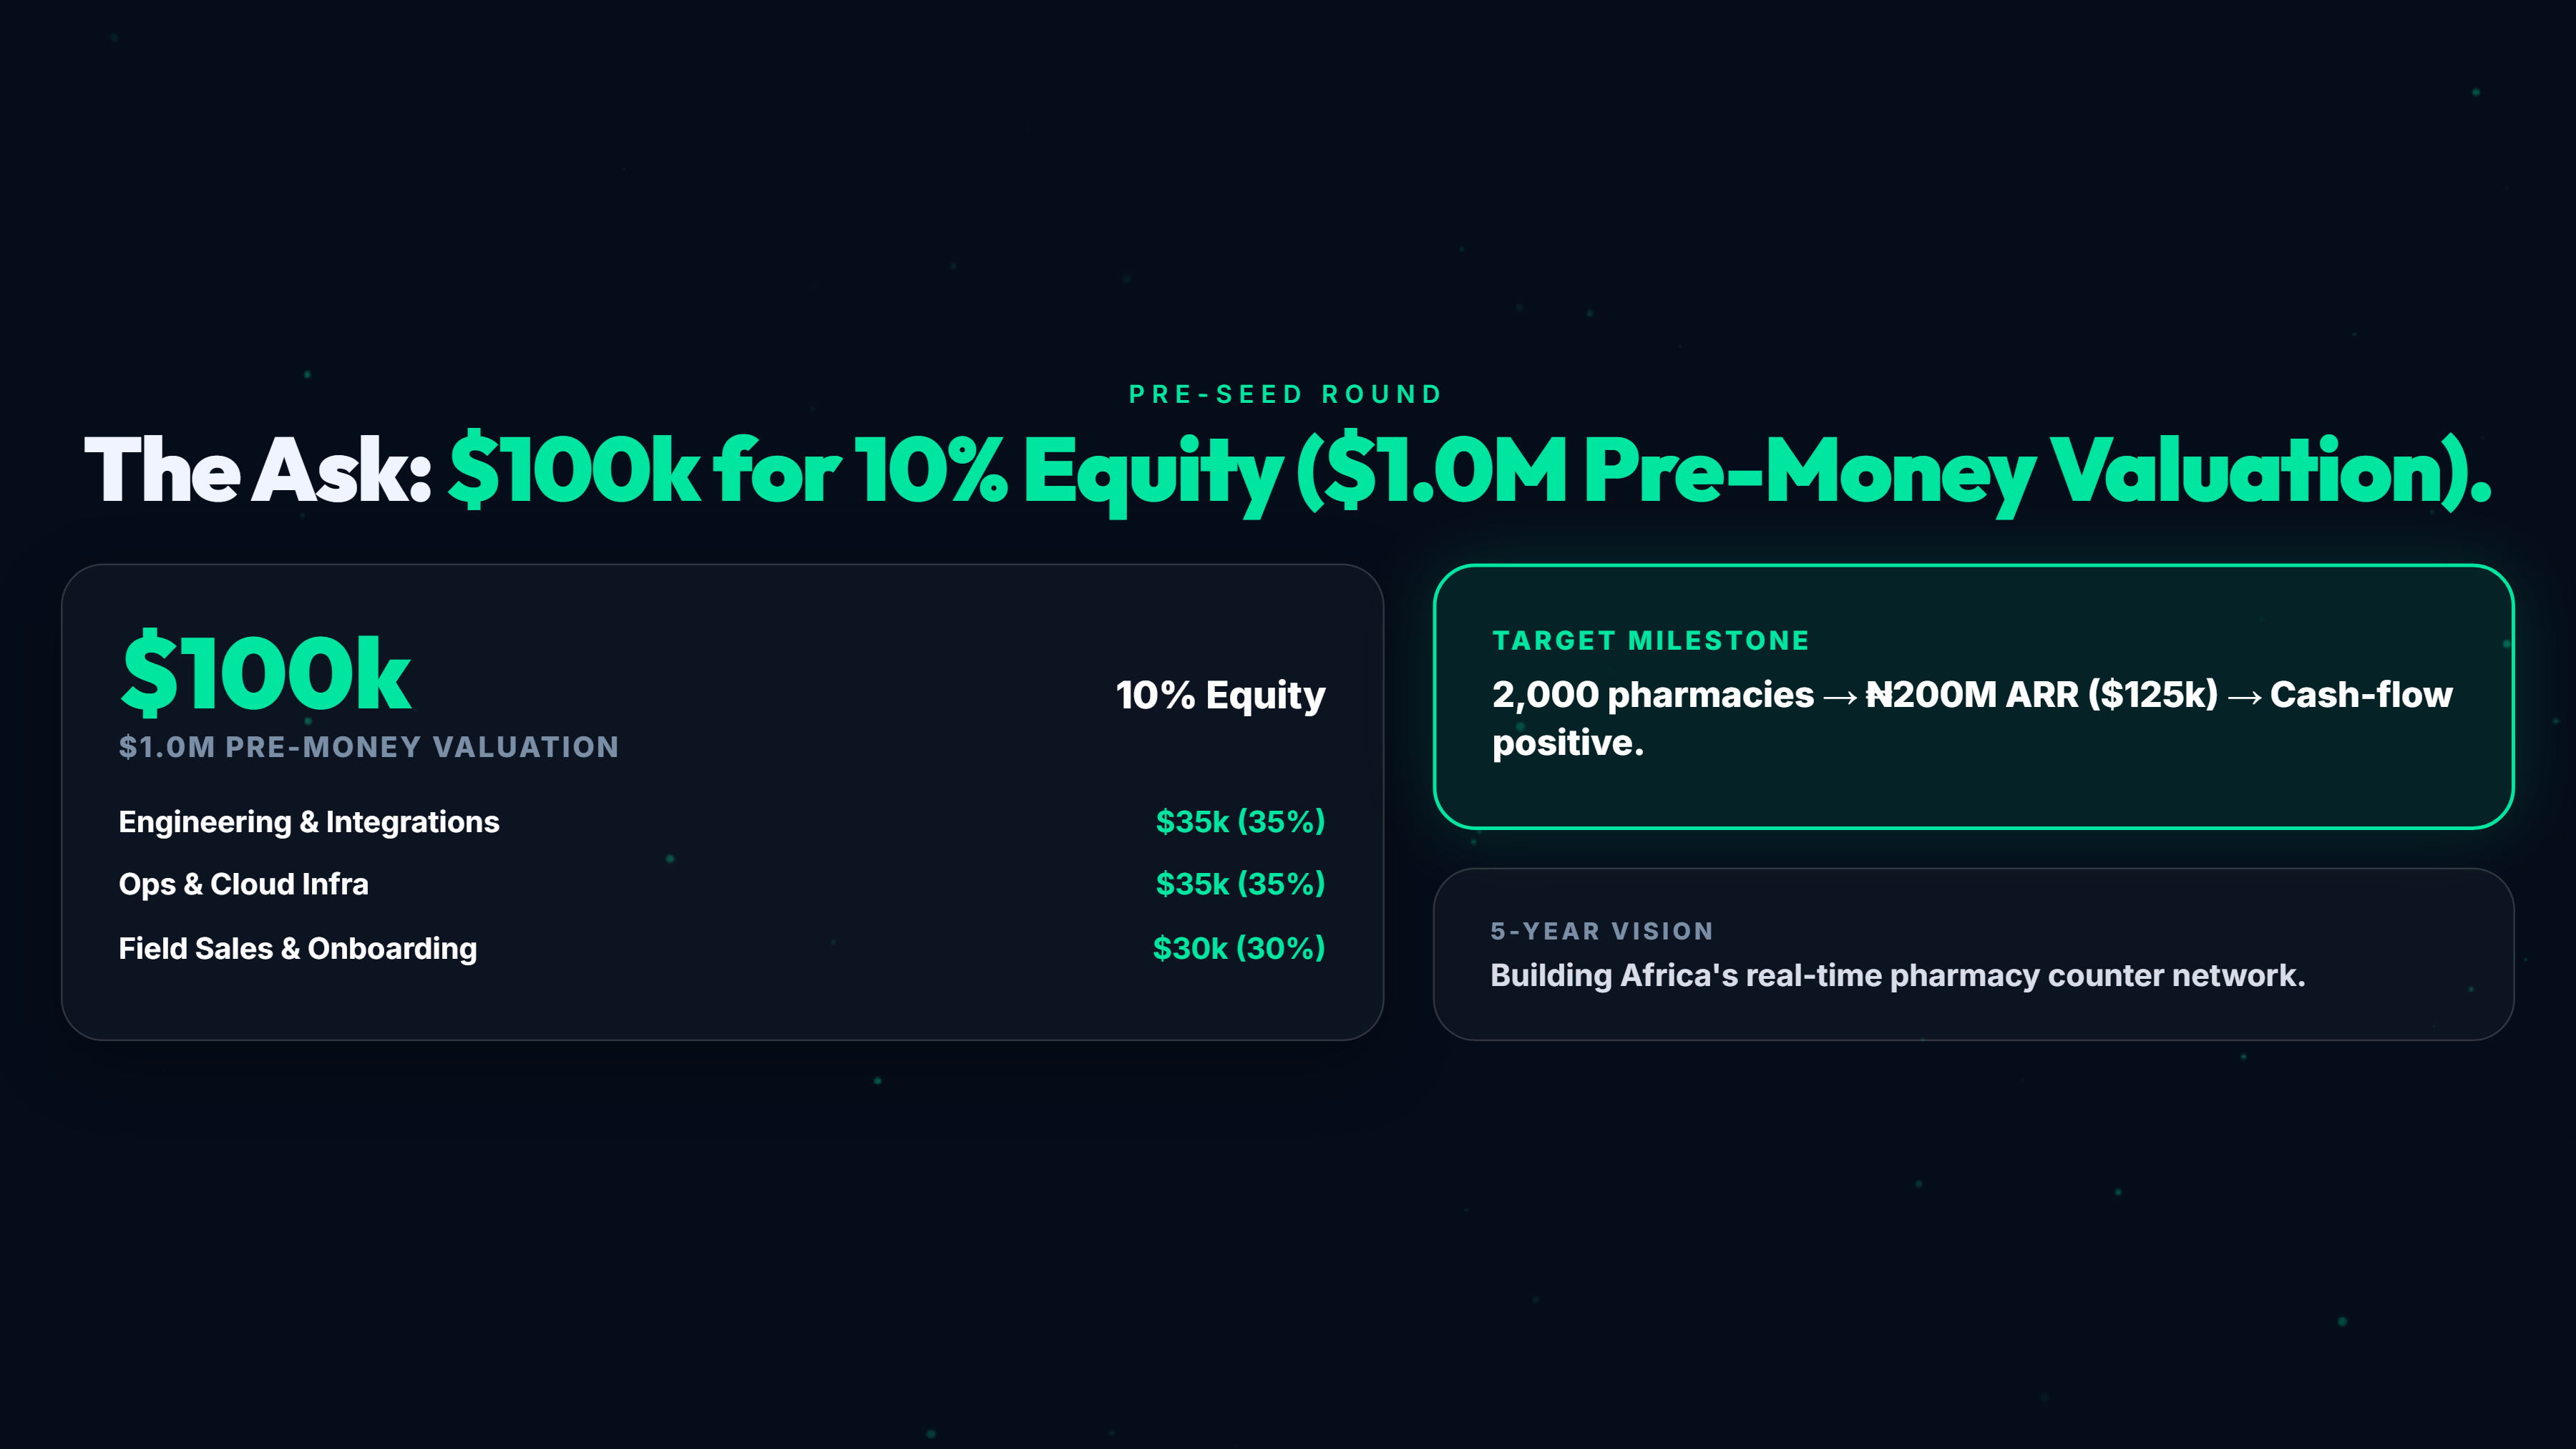 PRE-SEED ROUND
The Ask: $100k for 10% Equity ($1.0M Pre-Money Valuation).
$100k
10% Equity
$1.0M PRE-MONEY VALUATION
Engineering & Integrations $35k (35%)
Ops & Cloud Infra $35k (35%)
Field Sales & Onboarding $30k (30%)
TARGET MILESTONE
2,000 pharmacies → ₦200M ARR ($125k) → Cash-flow
positive.
5-YEAR VISION
Building Africa's real-time pharmacy counter network.